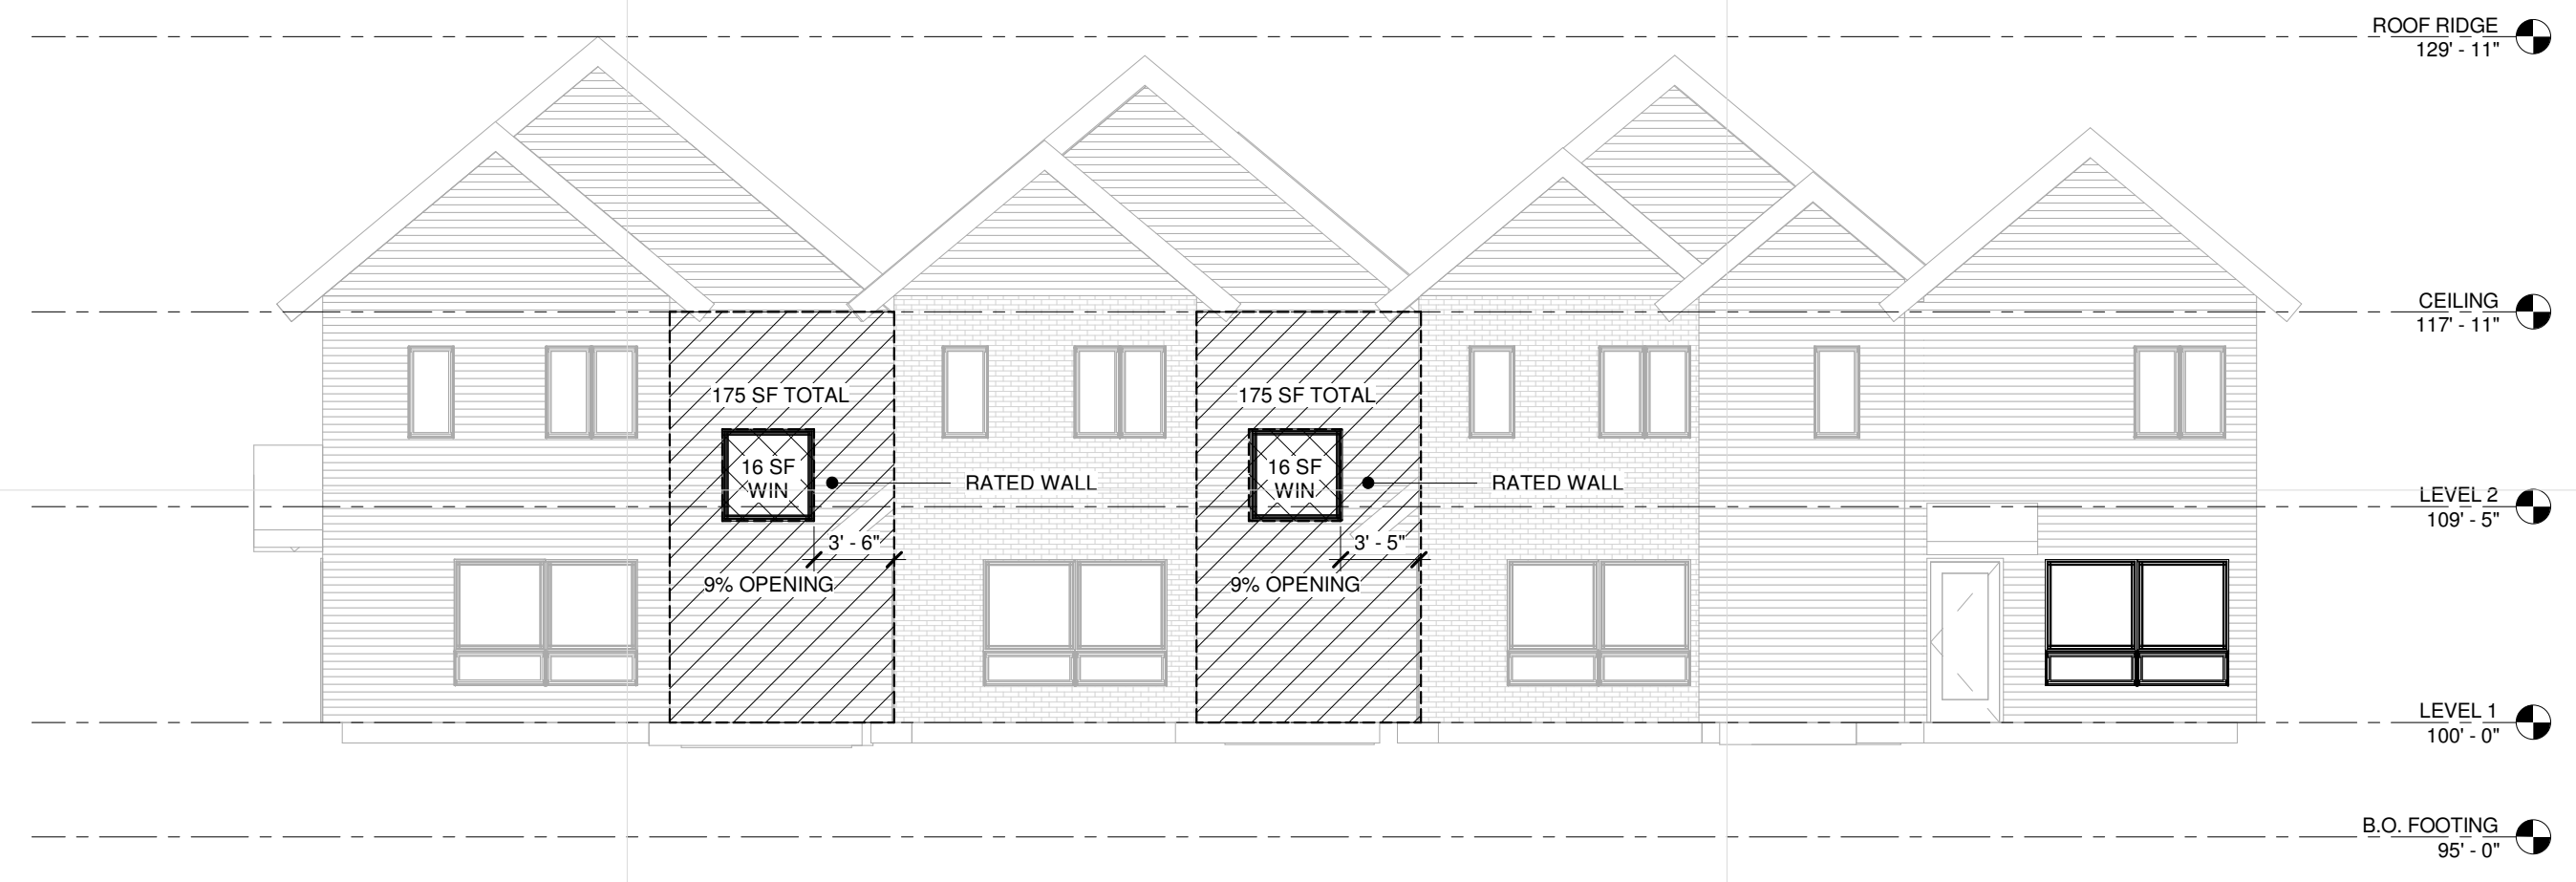 ROOF RIDGE
129' - 11"
CEILING
117' - 11"
175 SF TOTAL
175 SF TOTAL
16 SF
WIN
RATED WALL
16 SF
WIN
RATED WALL
LEVEL 2
109' - 5"
3' - 6"
3' - 5"
9% OPENING
9% OPENING
LEVEL 1
100' - 0"
B.O. FOOTING
95' - 0"